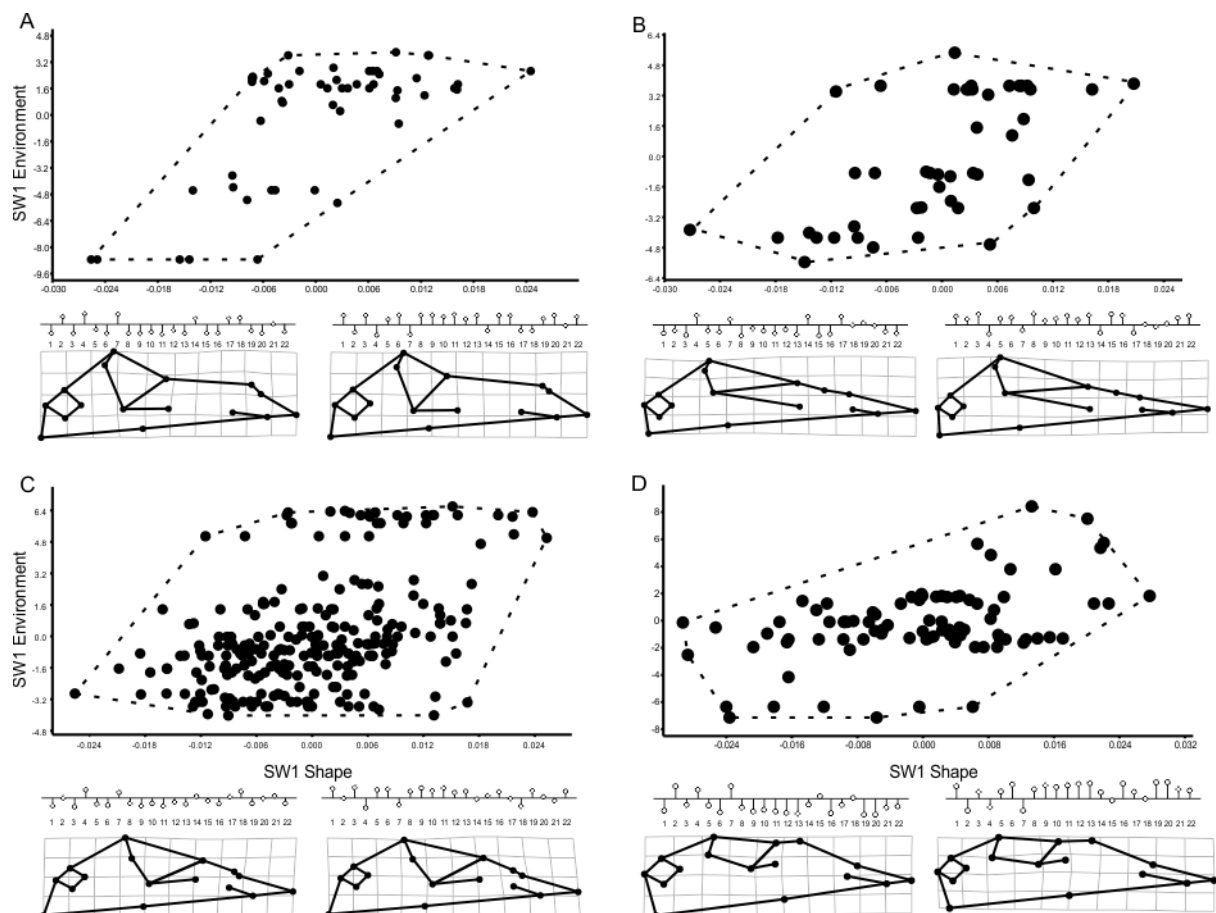 A
B
SW1 Environment
4.8
3.2
1.6
0.0
-1.6
-3.2
-4.8
-6.4
-8.0
-9.6
-0.030 -0.024 -0.018 -0.012 -0.006 0.000 0.006 0.012 0.018 0.024
6.4
4.8
3.2
1.6
0.0
-1.6
-3.2
-4.8
-6.4
-0.030 -0.024 -0.018 -0.012 -0.006 0.000 0.006 0.012 0.018 0.024
1 2 3 4 5 6 7 8 9 10 11 12 13 14 15 16 17 18 19 20 21 22
1 2 3 4 5 6 7 8 9 10 11 12 13 14 15 16 17 18 19 20 21 22
1 2 3 4 5 6 7 8 9 10 11 12 13 14 15 16 17 18 19 20 21 22
1 2 3 4 5 6 7 8 9 10 11 12 13 14 15 16 17 18 19 20 21 22
C
D
SW1 Environment
6.4
4.8
3.2
1.6
0.0
-1.6
-3.2
-4.8
-0.024 -0.018 -0.012 -0.006 0.000 0.006 0.012 0.018 0.024
8
6
4
2
0
-2
-4
-6
-8
-0.024 -0.016 -0.008 0.000 0.008 0.016 0.024 0.032
SW1 Shape
SW1 Shape
1 2 3 4 5 6 7 8 9 10 11 12 13 14 15 16 17 18 19 20 21 22
1 2 3 4 5 6 7 8 9 10 11 12 13 14 15 16 17 18 19 20 21 22
1 2 3 4 5 6 7 8 9 10 11 12 13 14 15 16 17 18 19 20 21 22
1 2 3 4 5 6 7 8 9 10 11 12 13 14 15 16 17 18 19 20 21 22